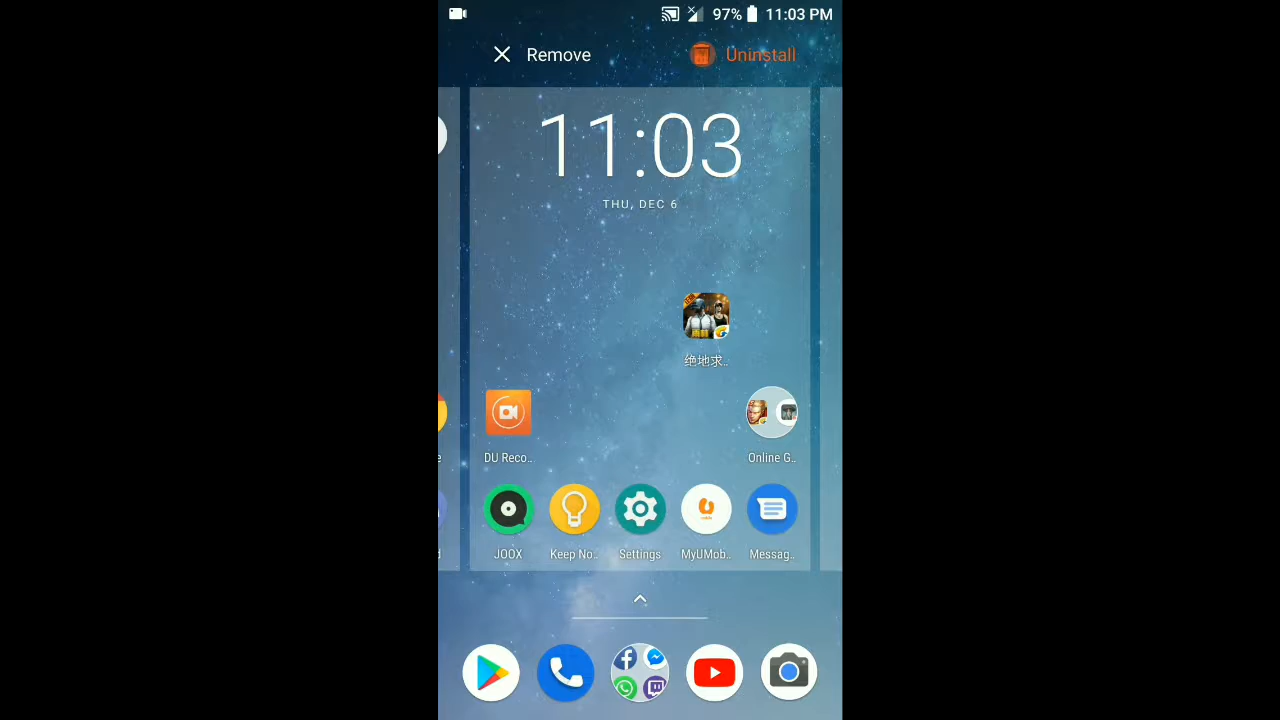 97% 11:03 PM
Remove
Uninstall
11:03
THU, DEC 6
绝地求..
DU Reco..
Online G..
JOOX
Keep No..
Settings
MyUMob..
Messag..